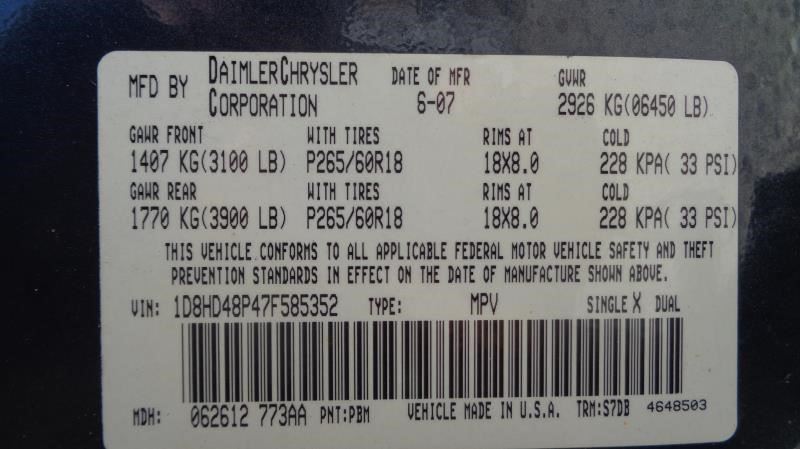 MFD BY DAIMLERCHRYSLER CORPORATION DATE OF MFR 6-07 GVWR 2926 KG(06450 LB)
GAWR FRONT WITH TIRES RIMS AT COLD
1407 KG(3100 LB) P265/60R18 18X8.0 228 KPA( 33 PSI)
GAWR REAR WITH TIRES RIMS AT COLD
1770 KG(3900 LB) P265/60R18 18X8.0 228 KPA( 33 PSI)
THIS VEHICLE CONFORMS TO ALL APPLICABLE FEDERAL MOTOR VEHICLE SAFETY AND THEFT
PREVENTION STANDARDS IN EFFECT ON THE DATE OF MANUFACTURE SHOWN ABOVE.
VIN: 1D8HD48P47F585352 TYPE: MPV SINGLE X DUAL
MDH: 062612 773AA PNT:PBM VEHICLE MADE IN U.S.A. TRM:S7DB 4648503